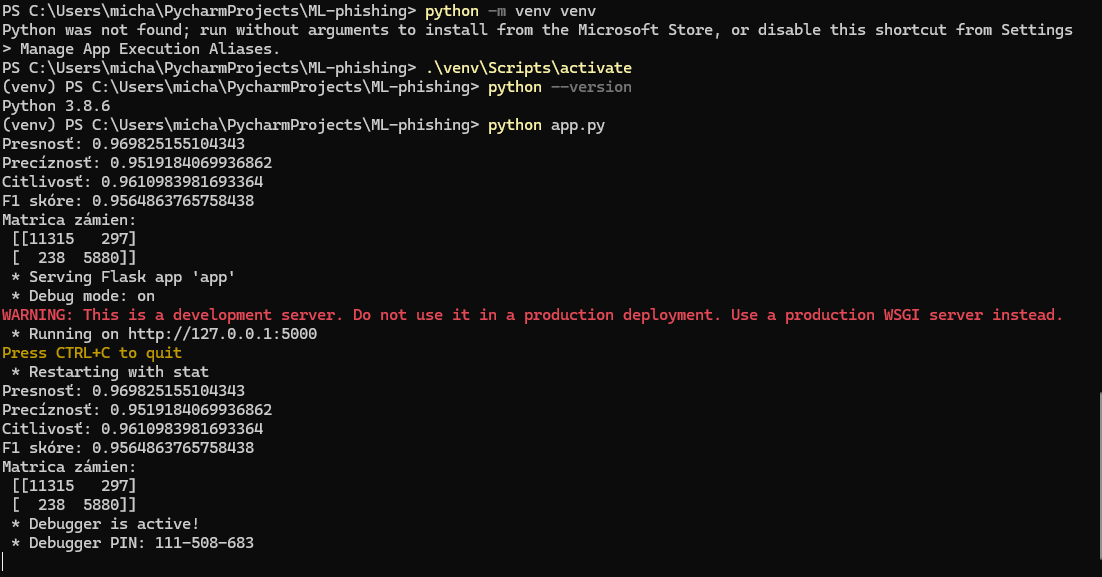 PS C:\Users\micha\PycharmProjects\ML-phishing> python -m venv venv
Python was not found; run without arguments to install from the Microsoft Store, or disable this shortcut from Settings
> Manage App Execution Aliases.
PS C:\Users\micha\PycharmProjects\ML-phishing> .\venv\Scripts\activate
(venv) PS C:\Users\micha\PycharmProjects\ML-phishing> python --version
Python 3.8.6
(venv) PS C:\Users\micha\PycharmProjects\ML-phishing> python app.py
Presnosť: 0.969825155104343
Precíznosť: 0.9519184069936862
Citlivosť: 0.9610983981693364
F1 skóre: 0.9564863765758438
Matrica zámien:
 [[11315   297]
 [  238  5880]]
 * Serving Flask app 'app'
 * Debug mode: on
WARNING: This is a development server. Do not use it in a production deployment. Use a production WSGI server instead.
 * Running on http://127.0.0.1:5000
Press CTRL+C to quit
 * Restarting with stat
Presnosť: 0.969825155104343
Precíznosť: 0.9519184069936862
Citlivosť: 0.9610983981693364
F1 skóre: 0.9564863765758438
Matrica zámien:
 [[11315   297]
 [  238  5880]]
 * Debugger is active!
 * Debugger PIN: 111-508-683